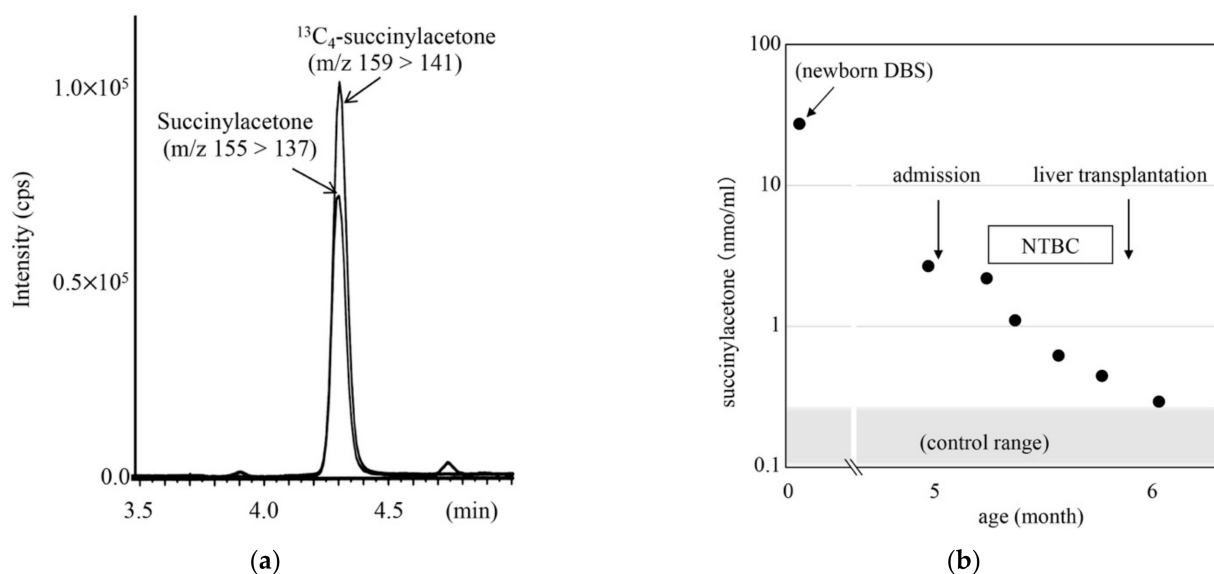 ¹³C₄-succinylacetone
(m/z 159 > 141)
Succinylacetone
(m/z 155 > 137)
Intensity (cps)
1.0×10⁵
0.5×10⁵
0.0
3.5
4.0
4.5
(min)
(a)
succinylacetone (nmo/ml)
100
10
1
0.1
(newborn DBS)
admission
liver transplantation
NTBC
(control range)
0
5
6
age (month)
(b)